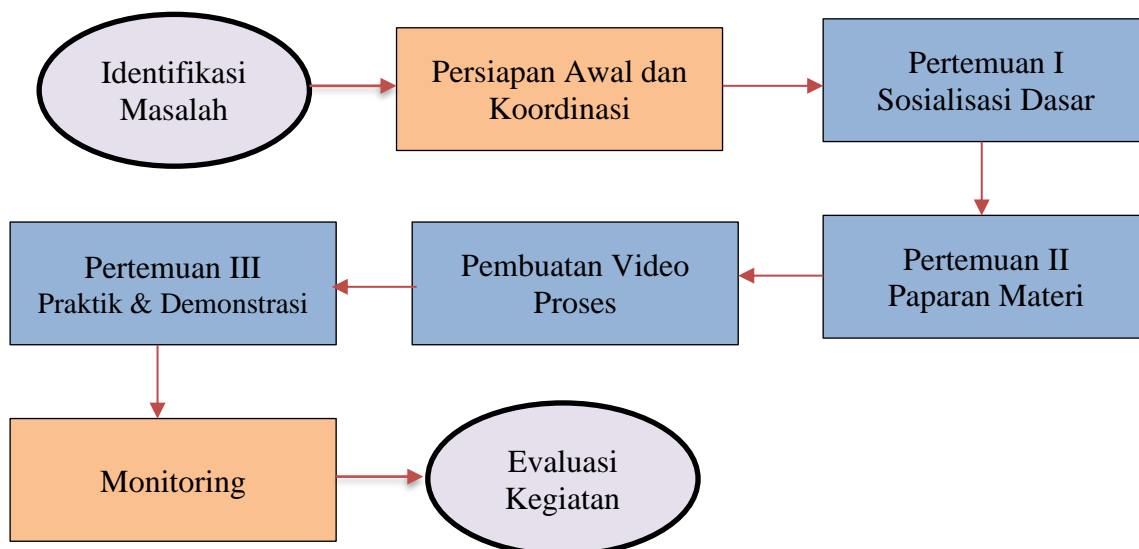 Identifikasi
Masalah
Persiapan Awal dan
Koordinasi
Pertemuan I
Sosialisasi Dasar
Pertemuan II
Paparan Materi
Pembuatan Video
Proses
Pertemuan III
Praktik & Demonstrasi
Monitoring
Evaluasi
Kegiatan